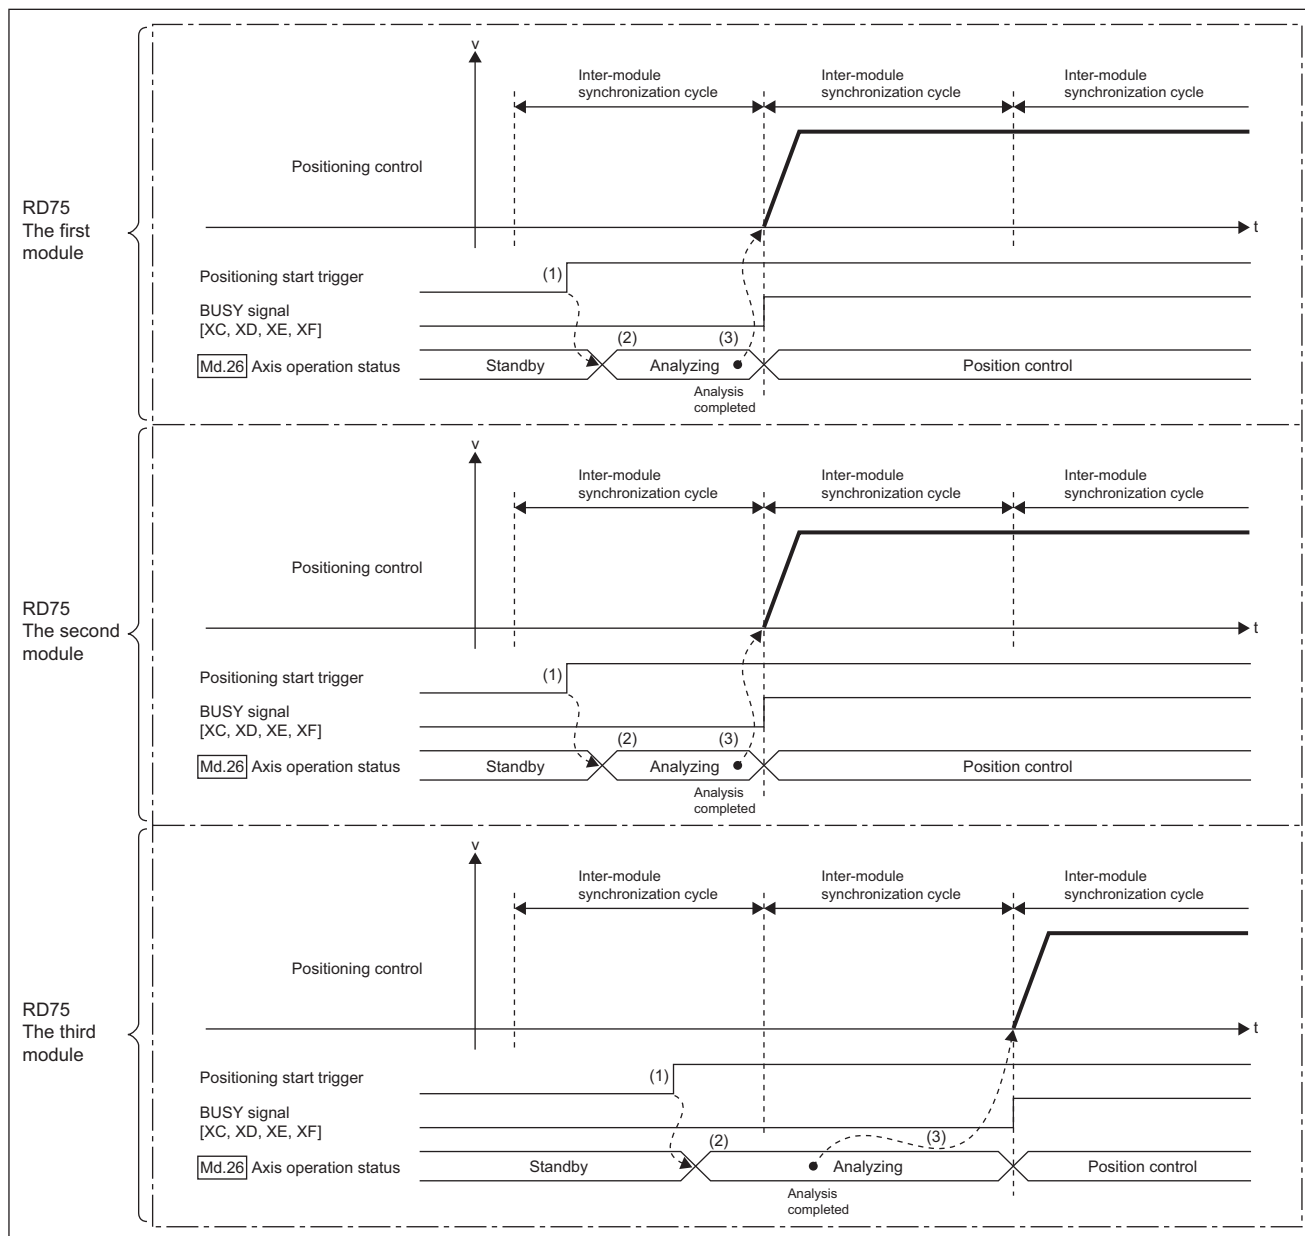 RD75
The first
module
v
Inter-module
synchronization cycle
Inter-module
synchronization cycle
Inter-module
synchronization cycle
Positioning control
t
Positioning start trigger
(1)
BUSY signal
[XC, XD, XE, XF]
(2)
(3)
Md.26 Axis operation status
Standby
Analyzing
Position control
Analysis
completed
RD75
The second
module
v
Inter-module
synchronization cycle
Inter-module
synchronization cycle
Inter-module
synchronization cycle
Positioning control
t
Positioning start trigger
(1)
BUSY signal
[XC, XD, XE, XF]
(2)
(3)
Md.26 Axis operation status
Standby
Analyzing
Position control
Analysis
completed
RD75
The third
module
v
Inter-module
synchronization cycle
Inter-module
synchronization cycle
Inter-module
synchronization cycle
Positioning control
t
Positioning start trigger
(1)
BUSY signal
[XC, XD, XE, XF]
(2)
(3)
Md.26 Axis operation status
Standby
Analyzing
Position control
Analysis
completed